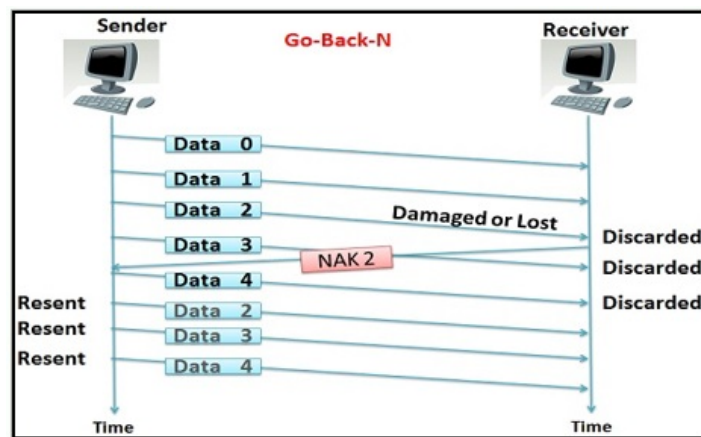 Sender
Go-Back-N
Receiver
Data 0
Data 1
Data 2
Damaged or Lost
Data 3
Discarded
NAK 2
Discarded
Data 4
Discarded
Resent
Data 2
Resent
Data 3
Resent
Data 4
Time
Time